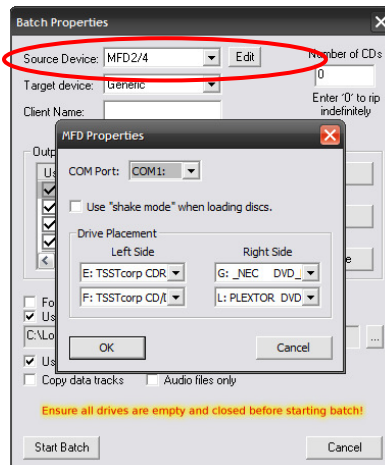 Batch Properties
Source Device: MFD2/4 Edit Number of CDs
Target device: Generic 0
Enter '0' to rip
Client Name: indefinitely
MFD Properties
COM Port: COM1:
Use "shake mode" when loading discs.
Drive Placement
Left Side Right Side
E: TSSTcorp CDR G: _NEC DVD_
F: TSSTcorp CD/ L: PLEXTOR DVD
OK Cancel
C:\Lo ...
Copy data tracks Audio files only
Ensure all drives are empty and closed before starting batch!
Start Batch Cancel